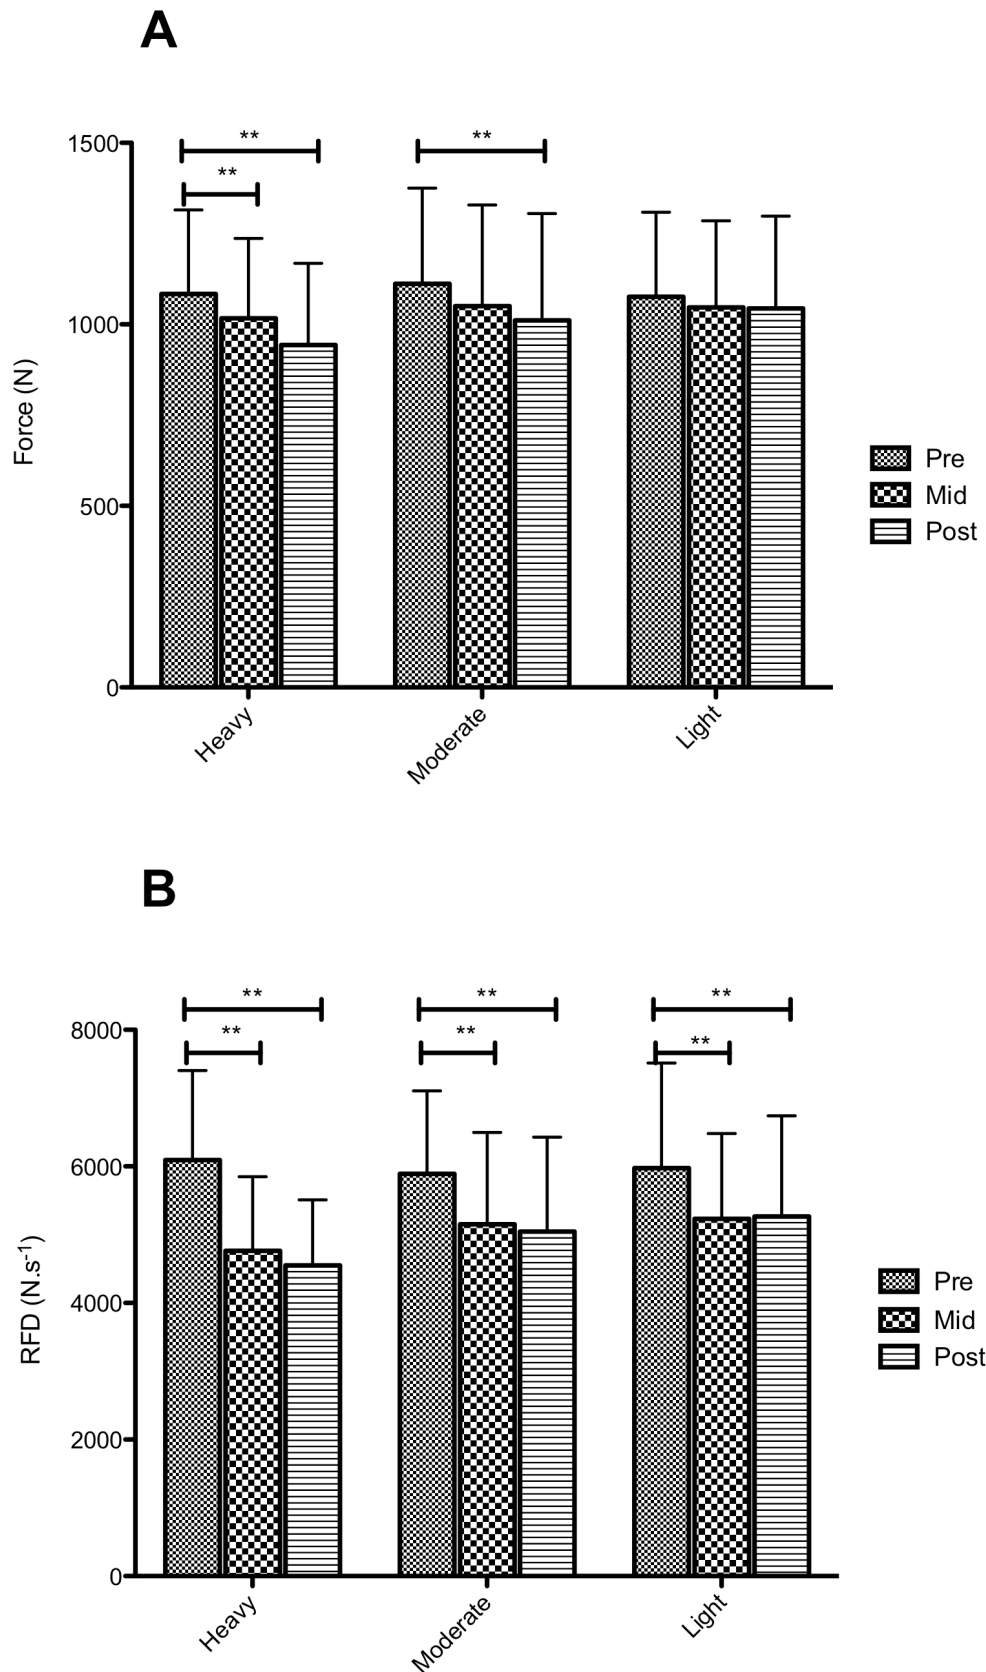 A
1500
**
**
**
1000
Force (N)
Pre
Mid
500
Post
0
Heavy
Moderate
Light
B
**
**
**
8000
**
**
**
6000
RFD (N.s-1)
4000
Pre
Mid
Post
2000
0
Heavy
Moderate
Light